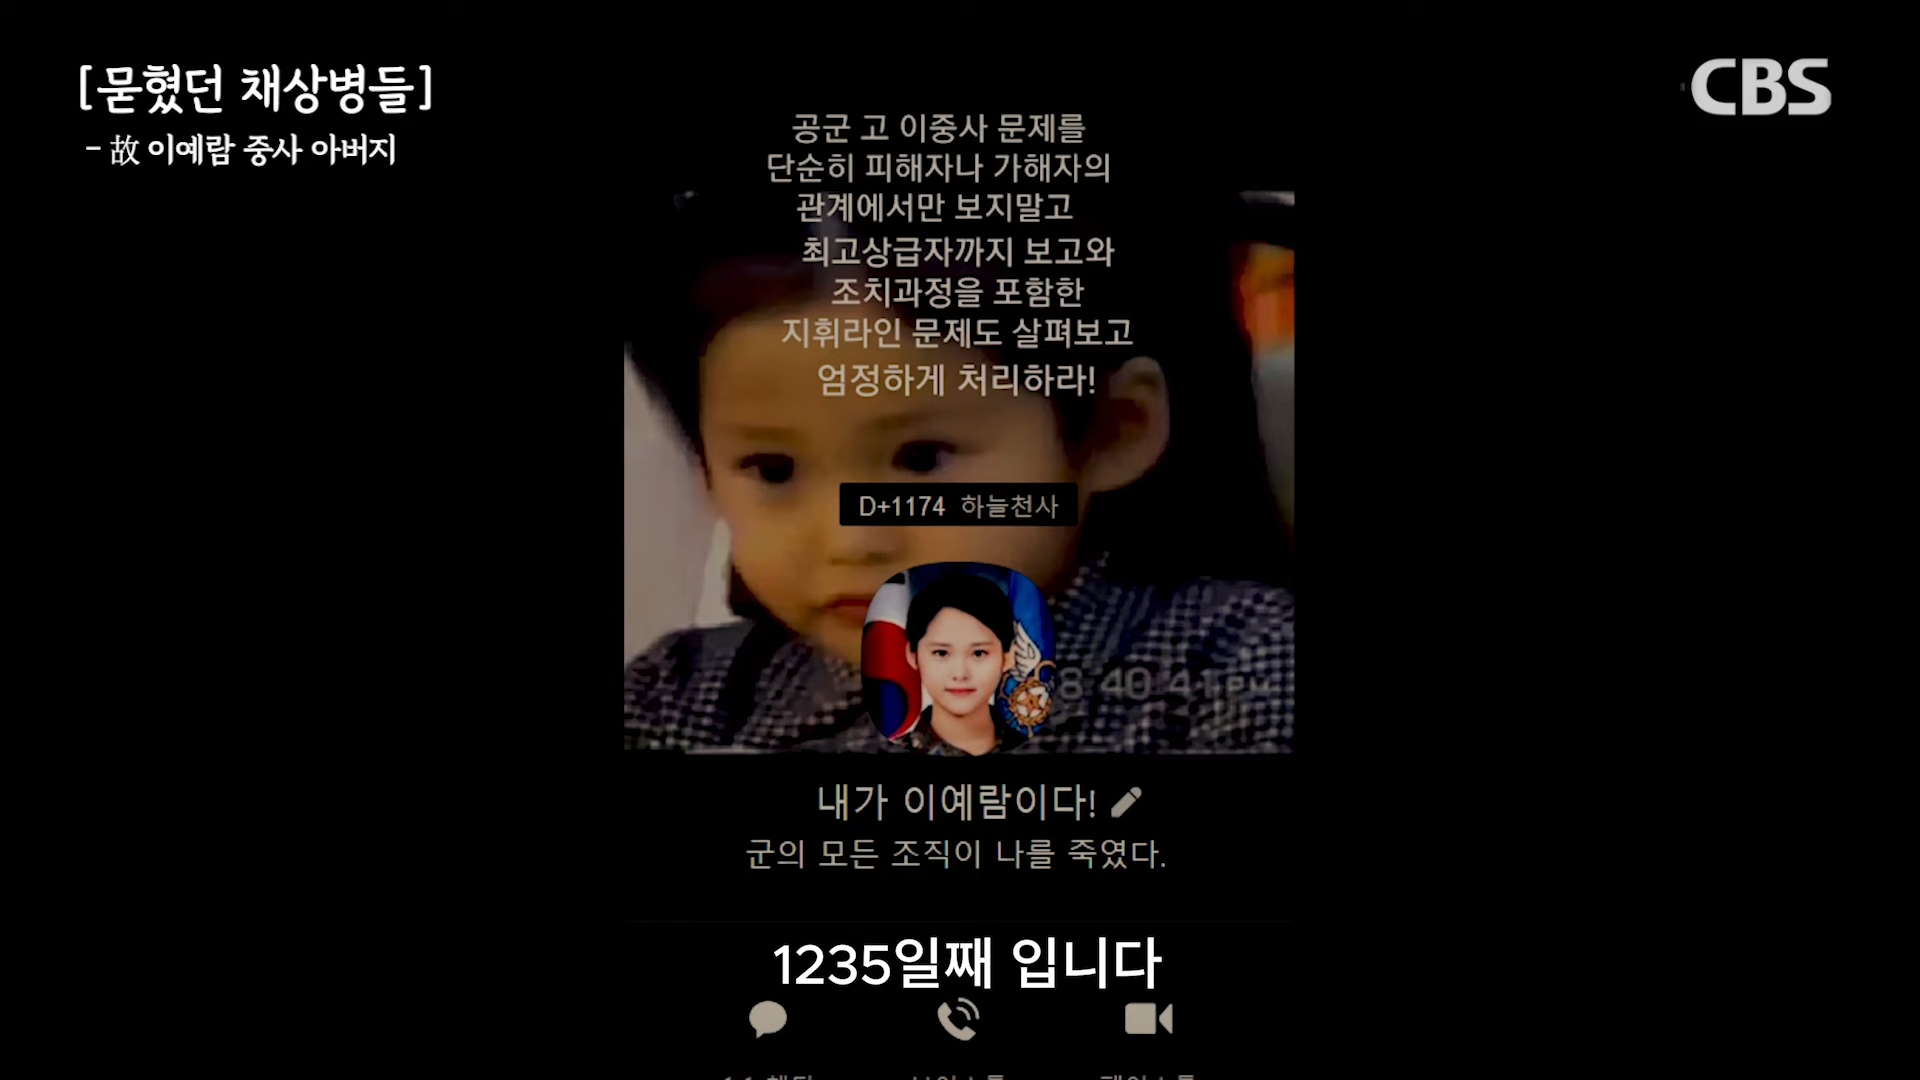 [묻혔던 채상병들]
- 故 이예람 중사 아버지
CBS
공군 고 이중사 문제를
단순히 피해자나 가해자의
관계에서만 보지말고
최고상급자까지 보고와
조치과정을 포함한
지휘라인 문제도 살펴보고
엄정하게 처리하라!
D+1174 하늘천사
8:40:41 PM
내가 이예람이다!
군의 모든 조직이 나를 죽였다.
1235일째 입니다